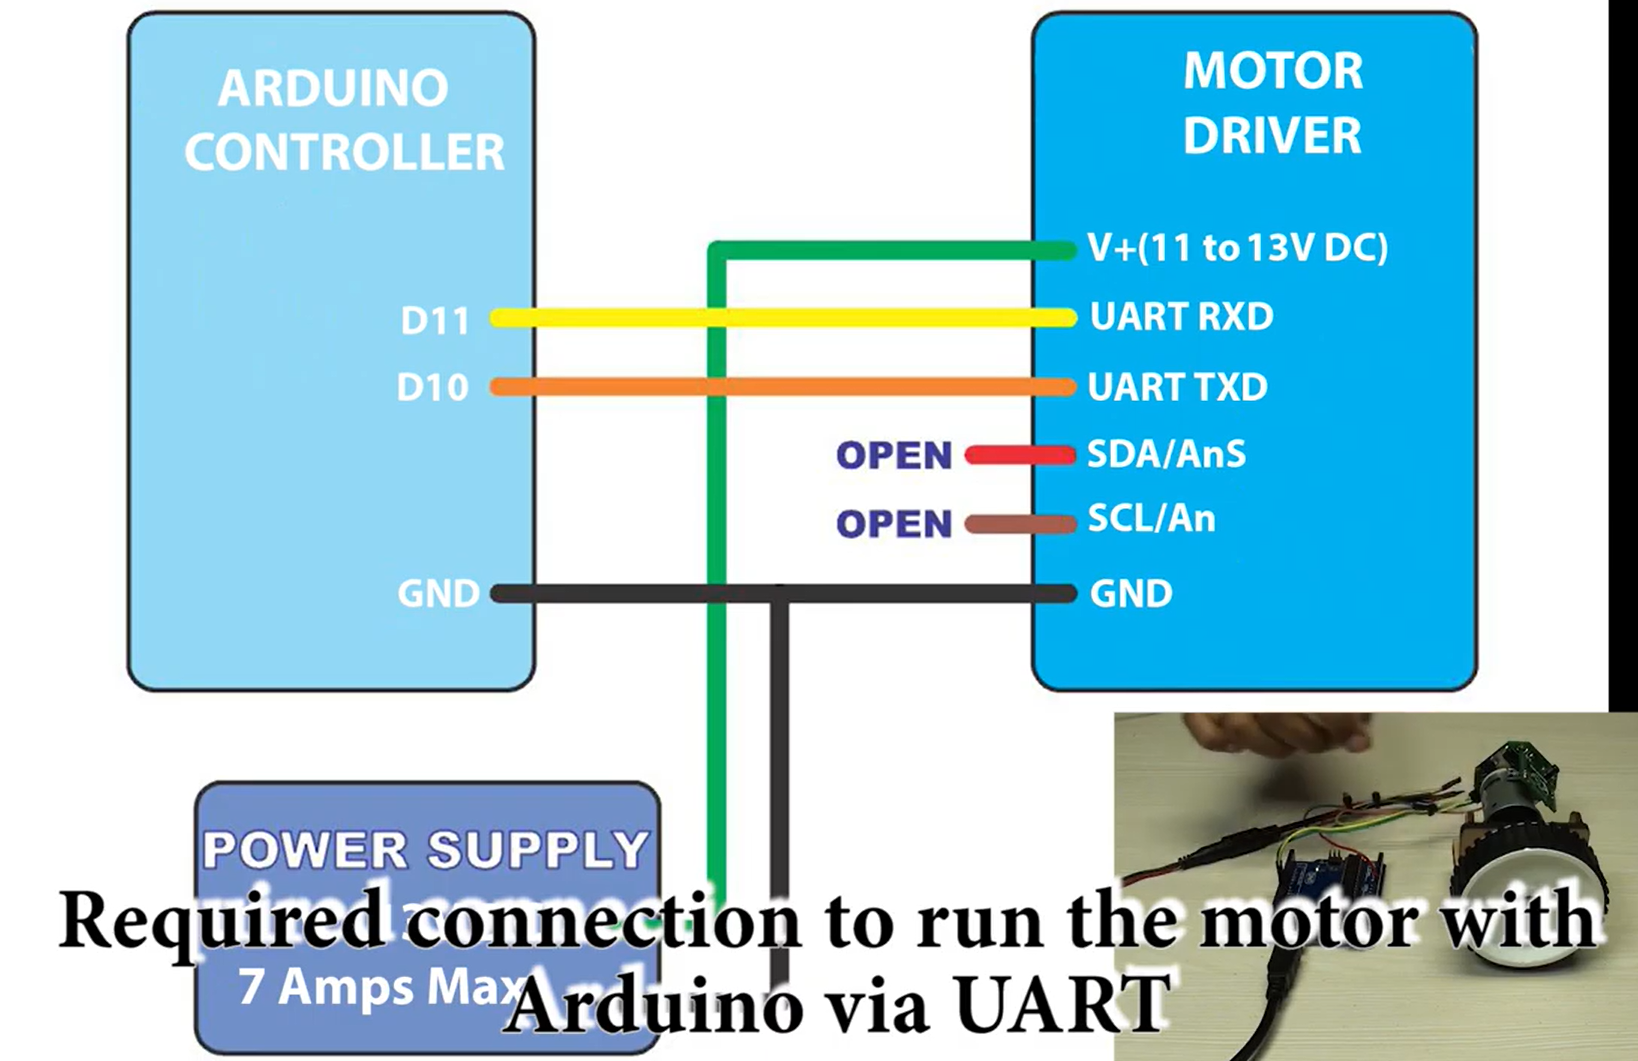 ARDUINO
CONTROLLER
MOTOR
DRIVER
V+(11 to 13V DC)
D11
UART RXD
D10
UART TXD
OPEN
SDA/AnS
OPEN
SCL/An
GND
GND
POWER SUPPLY
7 Amps Max
Required connection to run the motor with
Arduino via UART